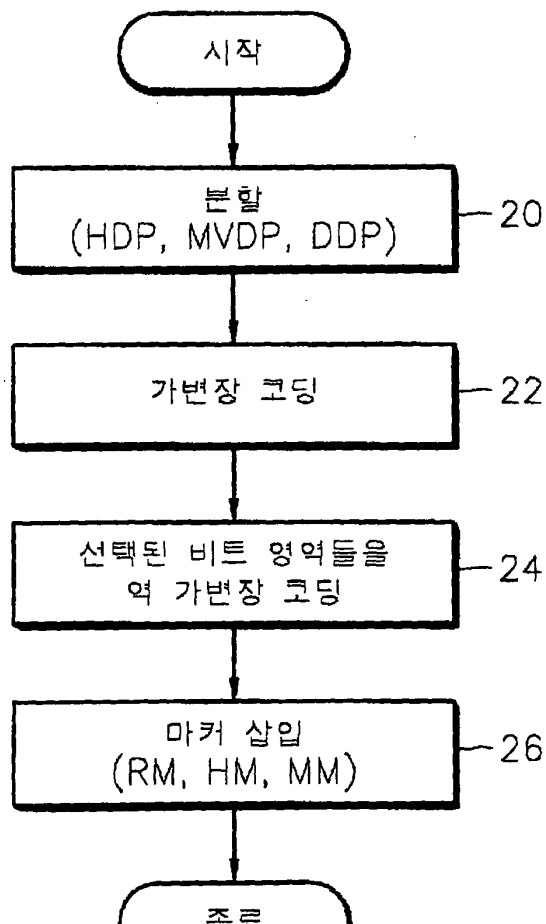 시작
분할
(HDP, MVDP, DDP)
20
가변장 코딩
22
선택된 비트 영역들을
역 가변장 코딩
24
마커 삽입
(RM, HM, MM)
26
종료